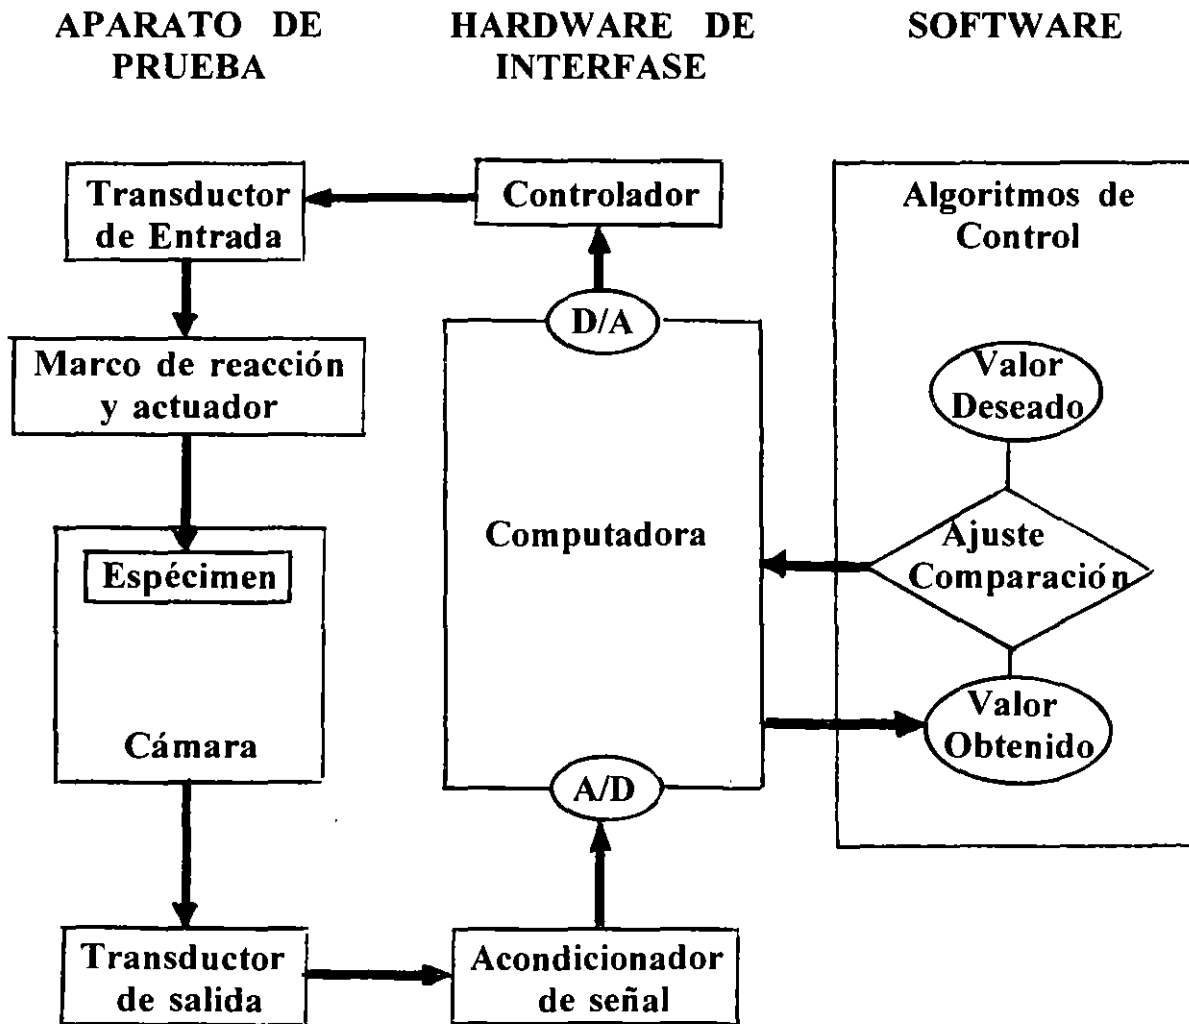 APARATO DE
PRUEBA
HARDWARE DE
INTERFASE
SOFTWARE
Transductor
de Entrada
Controlador
Algoritmos de
Control
D/A
Marco de reacción
y actuador
Valor
Deseado
Computadora
Ajuste
Comparación
Espécimen
Cámara
Valor
Obtenido
A/D
Transductor
de salida
Acondicionador
de señal